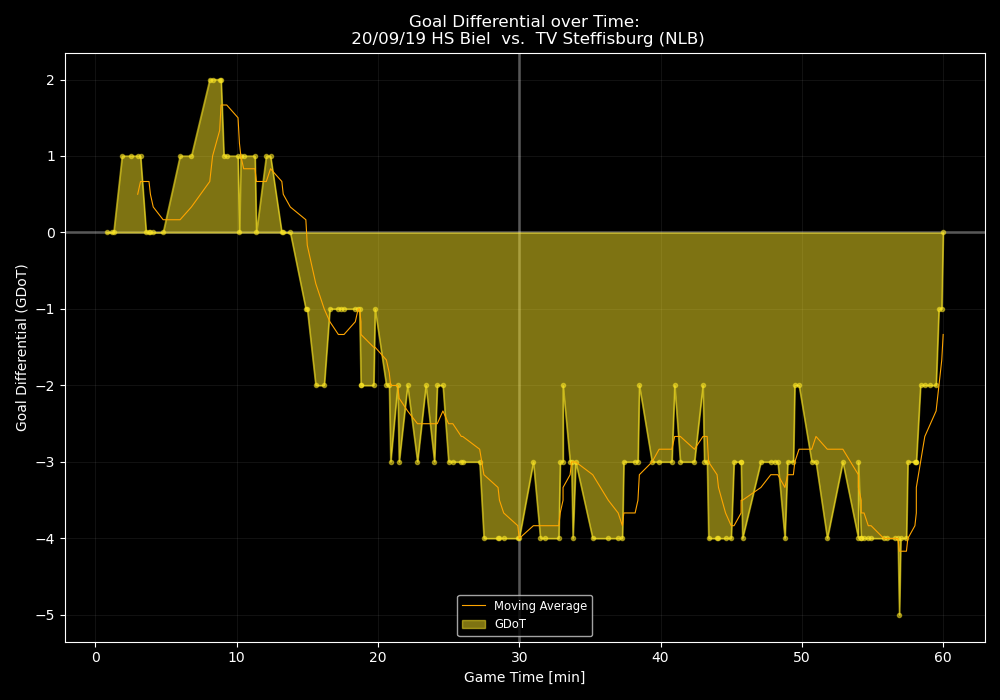 Goal Differential over Time:
20/09/19 HS Biel  vs.  TV Steffisburg (NLB)
2
1
0
−1
−2
−3
−4
−5
Goal Differential (GDoT)
Moving Average
GDoT
0 10 20 30 40 50 60
Game Time [min]